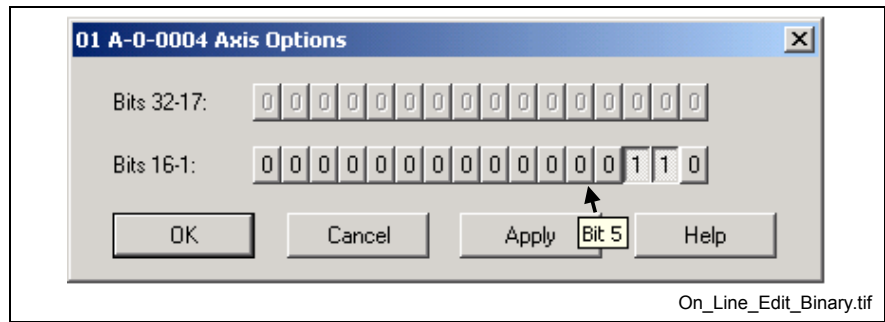 01 A-0-0004 Axis Options
Bits 32-17: 0 0 0 0 0 0 0 0 0 0 0 0 0 0 0 0
Bits 16-1: 0 0 0 0 0 0 0 0 0 0 0 0 0 1 1 0
OK Cancel Apply Bit 5 Help
On_Line_Edit_Binary.tif